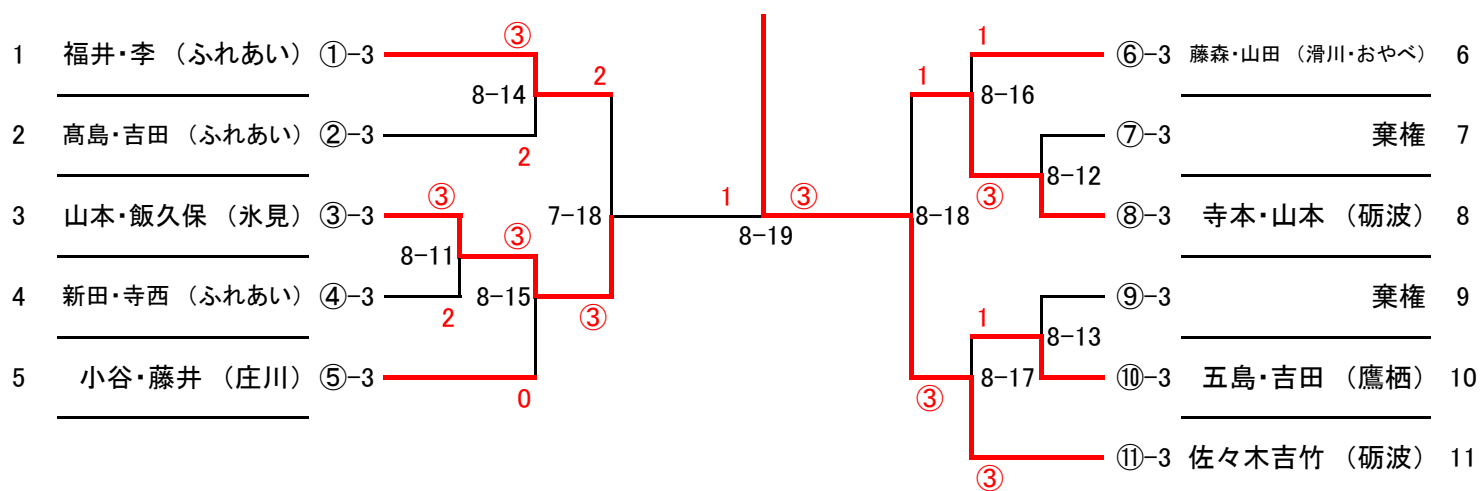 1 福井・李 （ふれあい） ①-3 ③
8-14 2
2 髙島・吉田 （ふれあい） ②-3 2
3 山本・飯久保 （氷見） ③-3 ③
8-11 ③ 7-18
4 新田・寺西 （ふれあい） ④-3 2 8-15 ③
5 小谷・藤井 （庄川） ⑤-3 0
1 ③
8-19
1 ⑥-3 藤森・山田 （滑川・おやべ） 6
1 8-16
⑦-3 棄権 7
③ 8-12
8-18 ⑧-3 寺本・山本 （砺波） 8
⑨-3 棄権 9
1 8-13
③ 8-17 ⑩-3 五島・吉田 （鷹栖） 10
③ ⑪-3 佐々木吉竹 （砺波） 11